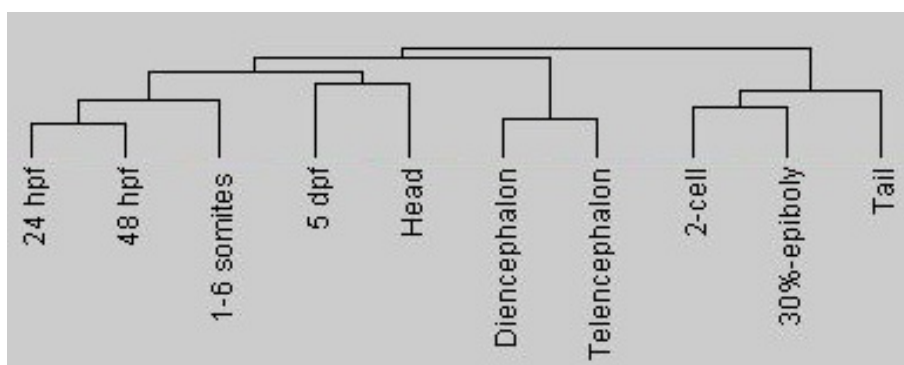 24 hpf
48 hpf
1-6 somites
5 dpf
Head
Diencephalon
Telencephalon
2-cell
30%-epiboly
Tail